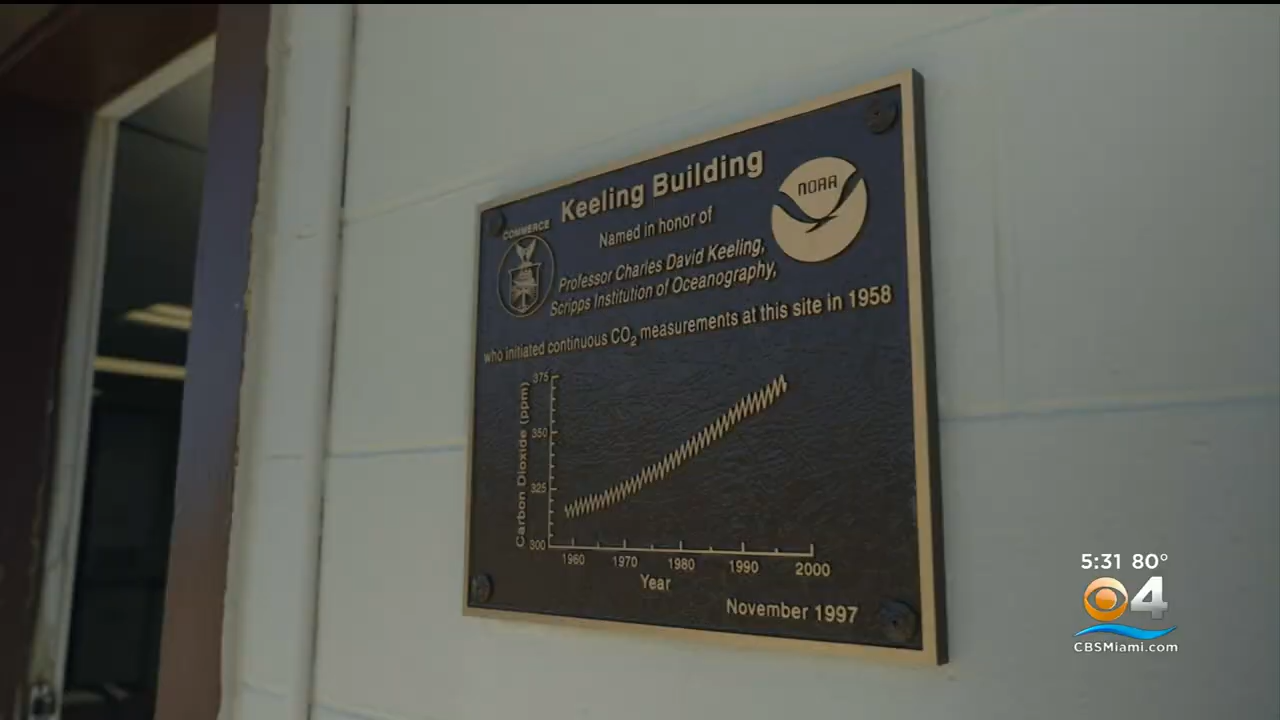 Keeling Building
NOAA
COMMERCE
Named in honor of
Professor Charles David Keeling,
Scripps Institution of Oceanography,
who initiated continuous CO₂ measurements at this site in 1958
Carbon Dioxide (ppm)
375
350
325
300
1960 1970 1980 1990 2000
Year
November 1997
5:31 80°
4
CBSMiami.com